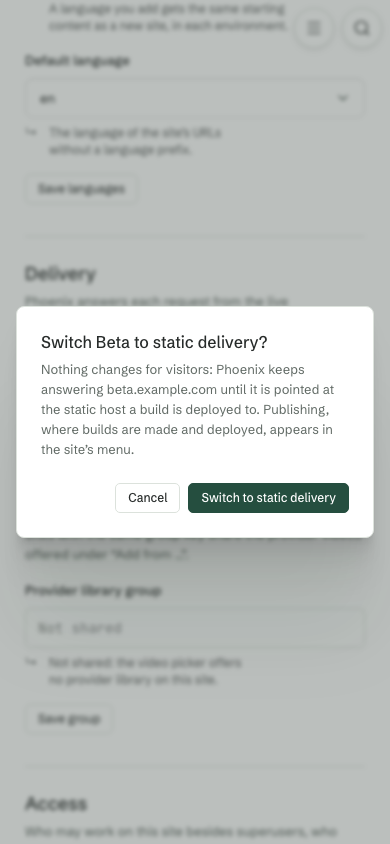 A language you add gets the same starting
content as a new site, in each environment.
Default language
en
The language of the site's URLs
without a language prefix.
Save languages
Delivery
Phoenix answers each request from the live
Switch Beta to static delivery?
Nothing changes for visitors: Phoenix keeps
answering beta.example.com until it is pointed at
the static host a build is deployed to. Publishing,
where builds are made and deployed, appears in
the site’s menu.
Cancel
Switch to static delivery
offered under “Add from …”.
Provider library group
Not shared
Not shared: the video picker offers
no provider library on this site.
Save group
Access
Who may work on this site besides superusers, who